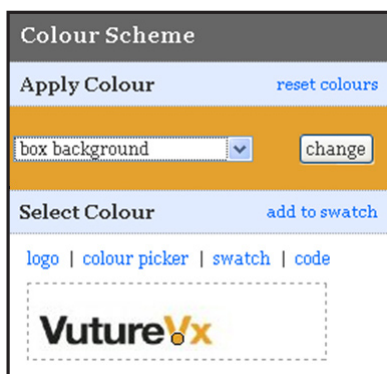 Colour Scheme
Apply Colour reset colours
box background change
Select Colour add to swatch
logo | colour picker | swatch | code
VutureVx